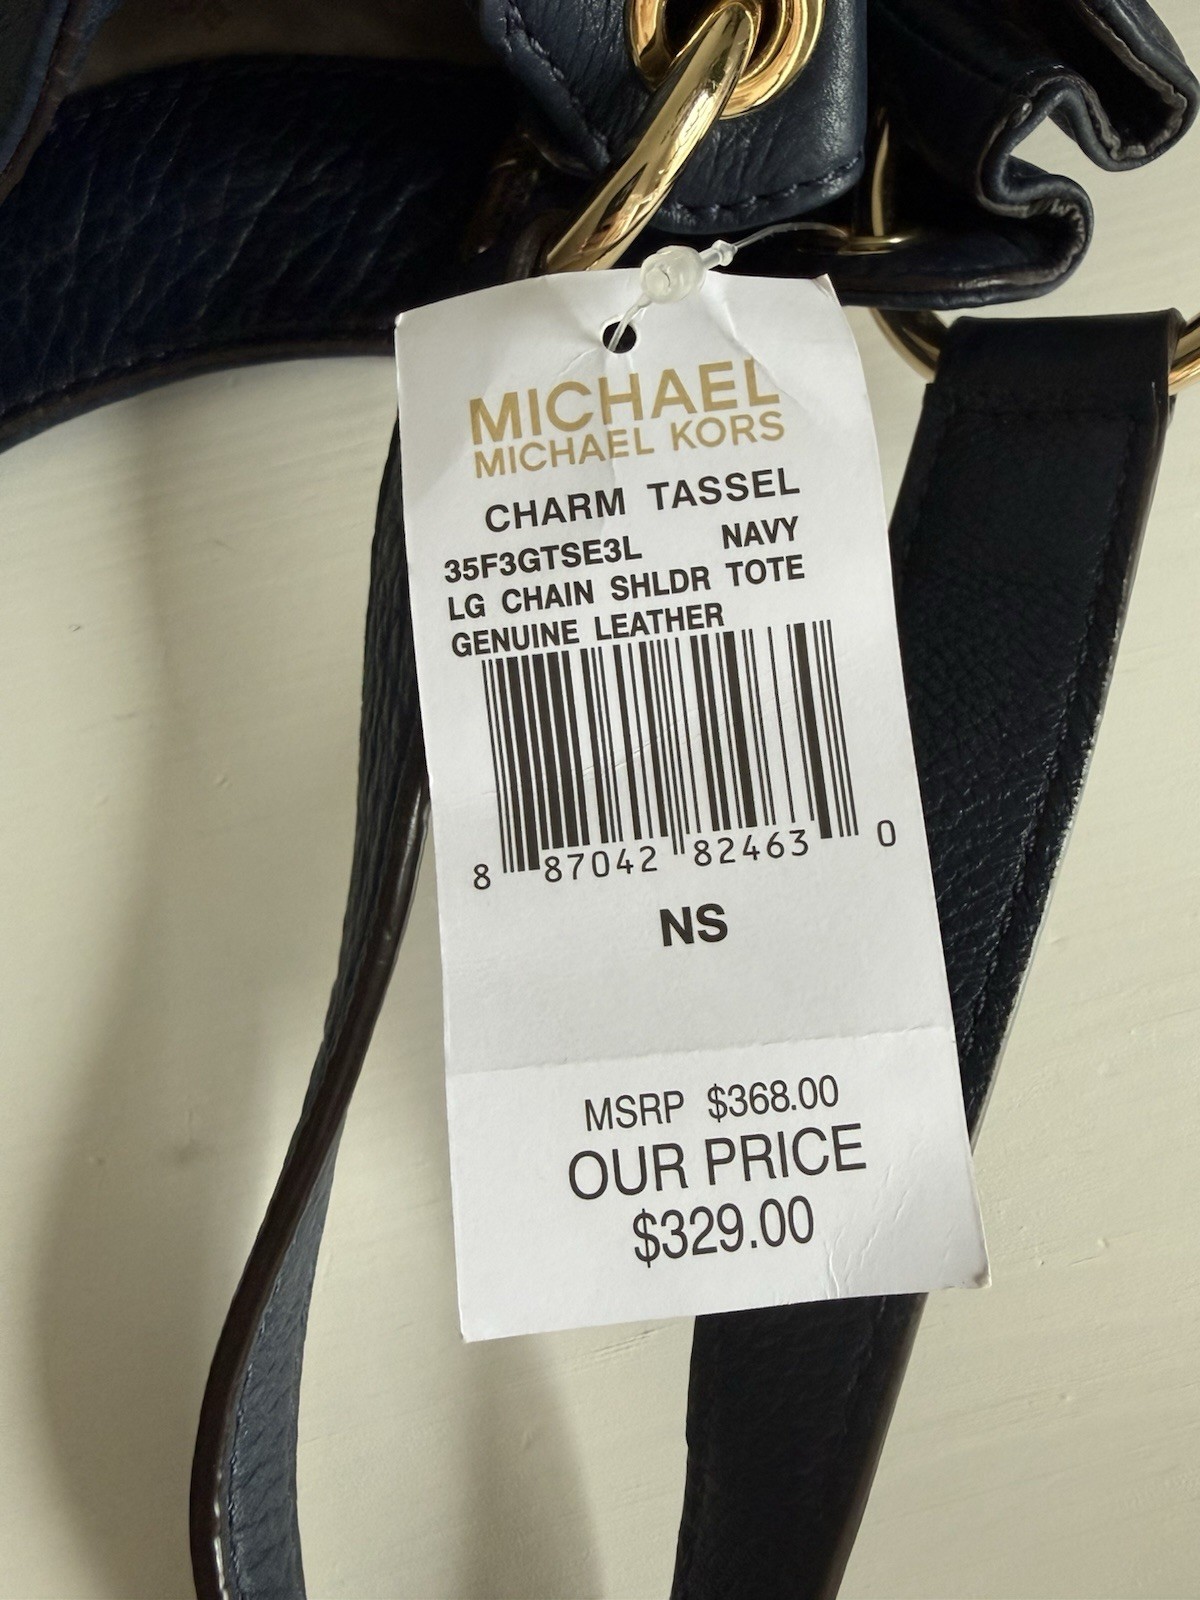 MICHAEL
MICHAEL KORS
CHARM TASSEL
35F3GTSE3L NAVY
LG CHAIN SHLDR TOTE
GENUINE LEATHER
8 87042 82463 0
NS
MSRP $368.00
OUR PRICE
$329.00